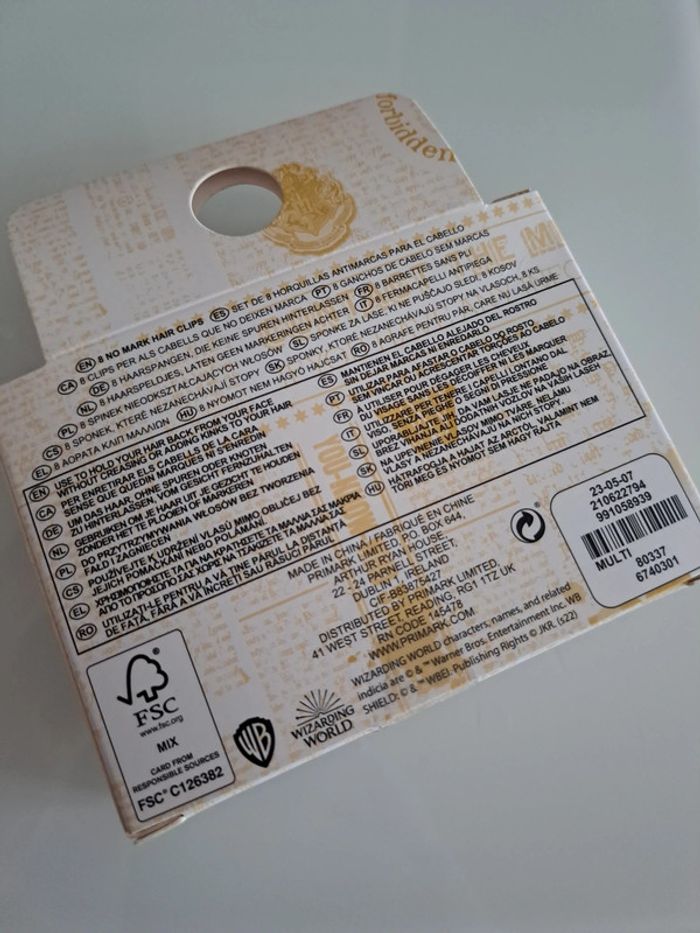 forbidden
HE M
EN 8 NO MARK HAIR CLIPS ES SET DE 8 HORQUILLAS ANTIMARCAS PARA EL CABELLO
CA 8 CLIPS PER ALS CABELLS QUE NO DEIXEN MARCA PT 8 GANCHOS DE CABELO SEM MARCAS
DE 8 HAARSPANGEN, DIE KEINE SPUREN HINTERLASSEN FR 8 BARRETTES SANS PLI
NL 8 HAARSPELDJES, LATEN GEEN MARKERINGEN ACHTER IT 8 FERMACAPELLI ANTIPIEGA
PL 8 SPINEK NIEODKSZTAŁCAJĄCYCH WŁOSÓW SL SPONKE ZA LASE, KI NE PUŠČAJO SLEDI, 8 KOSOV
CS 8 SPONEK, KTERÉ NEZANECHÁVAJÍ STOPY SK SPONKY, KTORÉ NEZANECHÁVAJÚ STOPY NA VLASOCH, 8 KS
EL 8 ΑΟΡΑΤΑ ΚΛΙΠ ΜΑΛΛΙΩΝ HU 8 NYOMOT NEM HAGYÓ HAJCSAT RO 8 AGRAFE PENTRU PĂR, CARE NU LASĂ URME
EN USE TO HOLD YOUR HAIR BACK FROM YOUR FACE
WITHOUT CREASING OR ADDING KINKS TO YOUR HAIR
CA PER ENRETIRAR ELS CABELLS DE LA CARA
SENSE QUE QUEDIN MARQUES NI S'ENREDIN
DE UM DAS HAAR, OHNE SPUREN ODER KNOTEN
ZU HINTERLASSEN, VOM GESICHT FERNZUHALTEN
NL GEBRUIKEN OM JE HAAR UIT JE GEZICHT TE HOUDEN
ZONDER HET TE PLOOIEN OF MARKEREN
PL DO PRZYTRZYMYWANIA WŁOSÓW BEZ TWORZENIA
FAŁD I ZAGNIECEŃ
CS POUŽÍVEJTE K UDRŽENÍ VLASŮ MIMO OBLIČEJ BEZ
JEJICH POMAČKÁNÍ NEBO POLÁMÁNÍ.
EL ΧΡΗΣΙΜΟΠΟΙΗΣΤΕ ΓΙΑ ΝΑ ΚΡΑΤΗΣΕΤΕ ΤΑ ΜΑΛΛΙΑ ΣΑΣ ΜΑΚΡΙΑ
ΑΠΟ ΤΟ ΠΡΟΣΩΠΟ ΣΑΣ ΧΩΡΙΣ ΝΑ ΤΣΑΚΙΖΕΤΕ ΤΑ ΜΑΛΛΙΑ ΣΑΣ
RO UTILIZAȚI-LE PENTRU A VĂ ȚINE PĂRUL LA DISTANȚĂ
DE FAȚĂ, FĂRĂ A VĂ ÎNCREȚI SAU RĂSUCI PĂRUL
ES MANTIENEN EL CABELLO ALEJADO DEL ROSTRO
SIN DEJAR MARCAS NI ENREDARLO
PT UTILIZAR PARA AFASTAR O CABELO DO ROSTO
SEM VINCAR OU ACRESCENTAR TORÇÕES AO CABELO
FR À UTILISER POUR DÉGAGER LES CHEVEUX
DU VISAGE SANS LES DÉCOIFFER NI LES MARQUER
IT UTILIZZARE PER TENERE I CAPELLI LONTANO DAL
VISO, SENZA PIEGHE O SEGNI DI PRESSIONE
SL UPORABLJAJTE JIH, DA VAM LASJE NE PADAJO NA OBRAZ,
BREZ TVORJENJA VOZLOV NA VAŠIH LASEH
SK NA UPEVNENIE VLASOV MIMO TVÁRE, NELÁMU
VLASY A NEZANECHÁVAJÚ NA NICH STOPY.
HU HÁTRAFOGJA A HAJAT AZ ARCTÓL, VALAMINT NEM
TÖRI MEG ÉS NYOMOT SEM HAGY RAJTA
YOU-KNOW
MADE IN CHINA / FABRIQUÉ EN CHINE
PRIMARK LIMITED, P.O. BOX 644,
ARTHUR RYAN HOUSE,
22 - 24 PARNELL STREET,
DUBLIN 1, IRELAND
CIF 88361542T
DISTRIBUTED BY PRIMARK LIMITED,
41 WEST STREET, READING, RG1 1TZ UK
RN CODE 145478
WWW.PRIMARK.COM
23-05-07
210622794
991058939
MULTI
80337
6740301
FSC
www.fsc.org
MIX
CARD FROM
RESPONSIBLE SOURCES
FSC® C126382
WB
WIZARDING
WORLD
WIZARDING WORLD characters, names, and related
indicia are © & ™ Warner Bros. Entertainment Inc. WB
SHIELD: © & ™ WBEI. Publishing Rights © JKR. (s22)